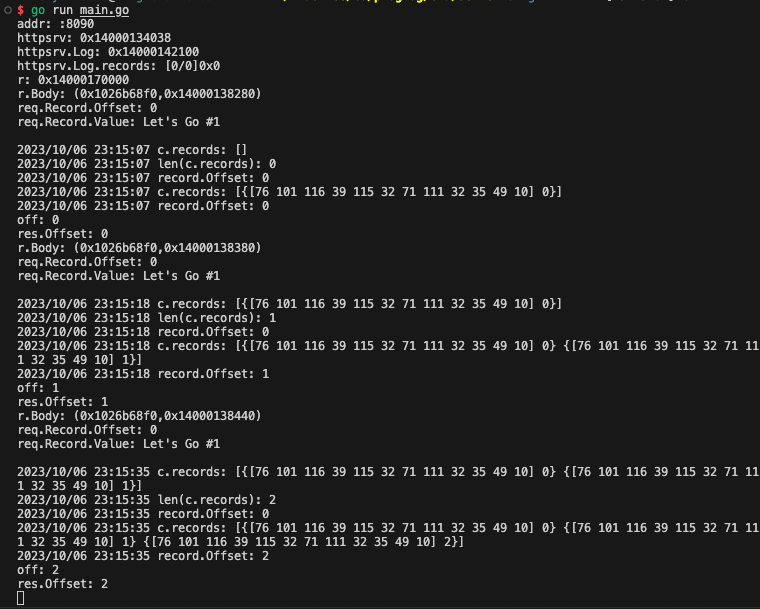 $ go run main.go
addr: :8090
httpsrv: 0x14000134038
httpsrv.Log: 0x14000142100
httpsrv.Log.records: [0/0]0x0
r: 0x14000170000
r.Body: (0x1026b68f0,0x14000138280)
req.Record.Offset: 0
req.Record.Value: Let's Go #1
2023/10/06 23:15:07 c.records: []
2023/10/06 23:15:07 len(c.records): 0
2023/10/06 23:15:07 record.Offset: 0
2023/10/06 23:15:07 c.records: [{[76 101 116 39 115 32 71 111 32 35 49 10] 0}]
2023/10/06 23:15:07 record.Offset: 0
off: 0
res.Offset: 0
r.Body: (0x1026b68f0,0x14000138380)
req.Record.Offset: 0
req.Record.Value: Let's Go #1
2023/10/06 23:15:18 c.records: [{[76 101 116 39 115 32 71 111 32 35 49 10] 0}]
2023/10/06 23:15:18 len(c.records): 1
2023/10/06 23:15:18 record.Offset: 0
2023/10/06 23:15:18 c.records: [{[76 101 116 39 115 32 71 111 32 35 49 10] 0} {[76 101 116 39 115 32 71 11
1 32 35 49 10] 1}]
2023/10/06 23:15:18 record.Offset: 1
off: 1
res.Offset: 1
r.Body: (0x1026b68f0,0x14000138440)
req.Record.Offset: 0
req.Record.Value: Let's Go #1
2023/10/06 23:15:35 c.records: [{[76 101 116 39 115 32 71 111 32 35 49 10] 0} {[76 101 116 39 115 32 71 11
1 32 35 49 10] 1}]
2023/10/06 23:15:35 len(c.records): 2
2023/10/06 23:15:35 record.Offset: 0
2023/10/06 23:15:35 c.records: [{[76 101 116 39 115 32 71 111 32 35 49 10] 0} {[76 101 116 39 115 32 71 11
1 32 35 49 10] 1} {[76 101 116 39 115 32 71 111 32 35 49 10] 2}]
2023/10/06 23:15:35 record.Offset: 2
off: 2
res.Offset: 2